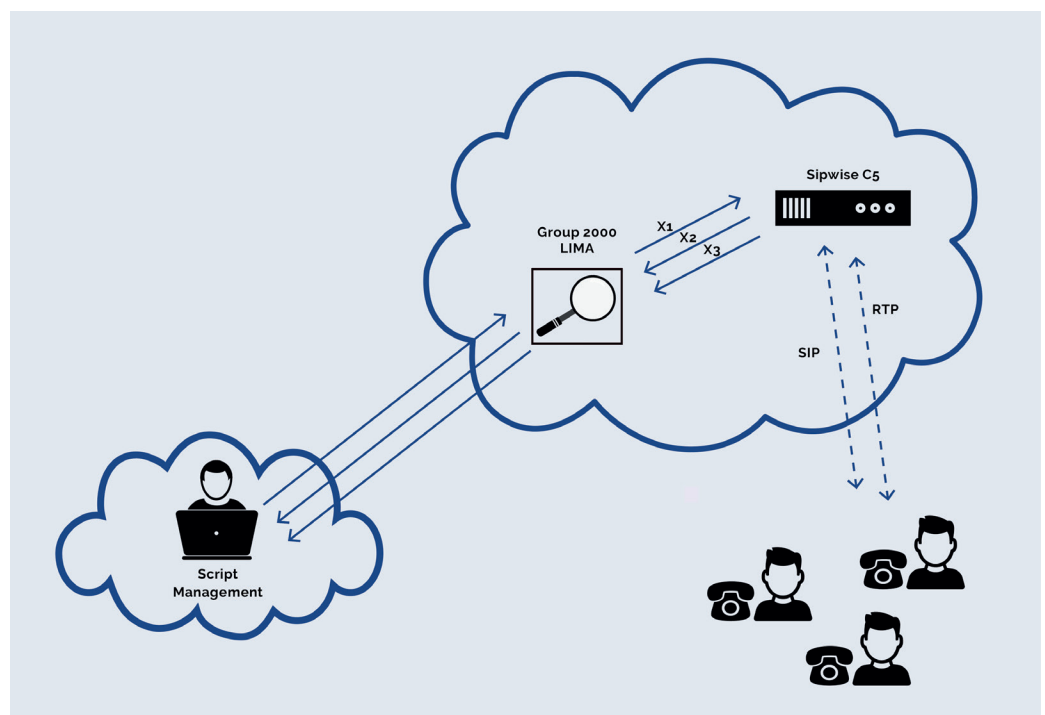 Sipwise C5
Group 2000
LIMA
X1
X2
X3
RTP
SIP
Script
Management